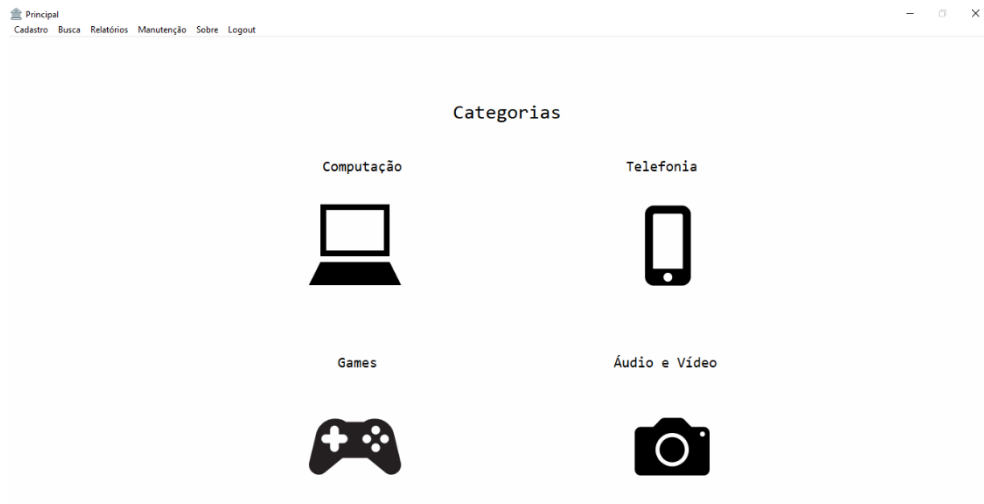 Principal
Cadastro Busca Relatórios Manutenção Sobre Logout
Categorias
Computação Telefonia
Games Áudio e Vídeo